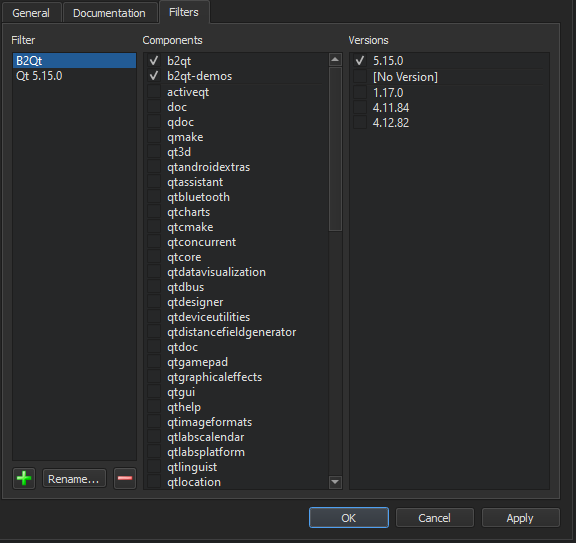 General
Documentation
Filters
Filter
B2Qt
Qt 5.15.0
Rename...
Components
b2qt
b2qt-demos
activeqt
doc
qdoc
qmake
qt3d
qtandroidextras
qtassistant
qtbluetooth
qtcharts
qtcmake
qtconcurrent
qtcore
qtdatavisualization
qtdbus
qtdesigner
qtdeviceutilities
qtdistancefieldgenerator
qtdoc
qtgamepad
qtgraphicaleffects
qtgui
qthelp
qtimageformats
qtlabscalendar
qtlabsplatform
qtlinguist
qtlocation
Versions
5.15.0
[No Version]
1.17.0
4.11.84
4.12.82
OK
Cancel
Apply